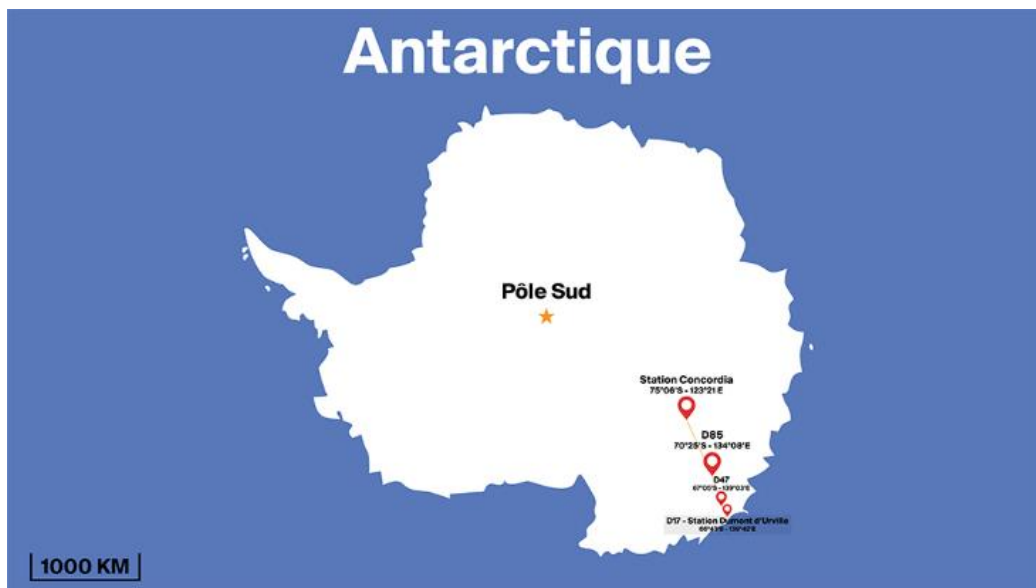 Antarctique
Pôle Sud
Station Concordia
75°06'S - 123°21 E
D85
70°25'S - 134°08'E
D47
D17 - Station Dumont d'Urville
1000 KM